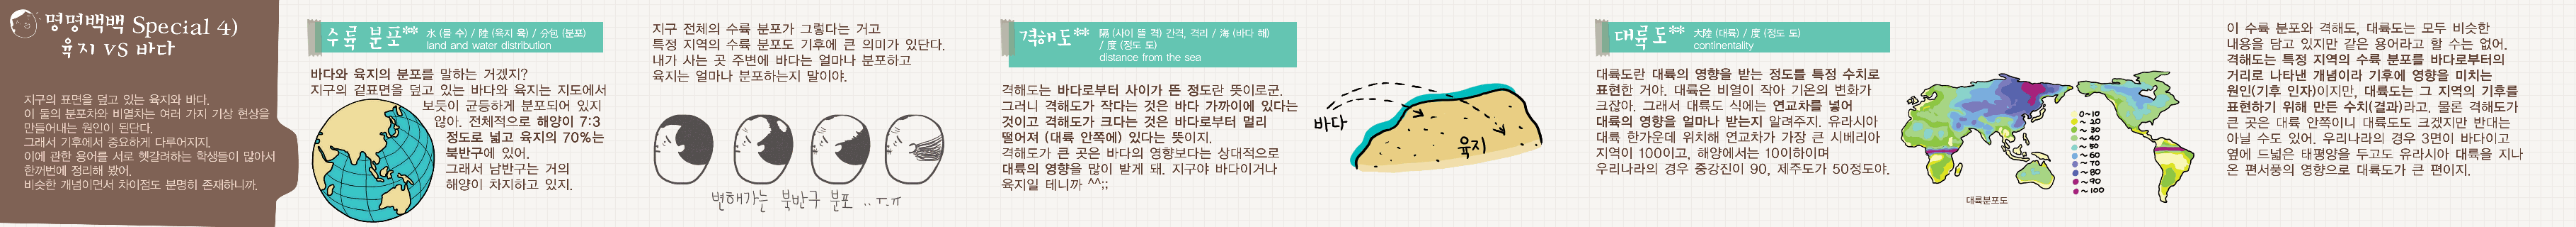 명명백백 Special 4)
육지 VS 바다
지구의 표면을 덮고 있는 육지와 바다.
이 둘의 분포차와 비열차는 여러 가지 기상 현상을
만들어내는 원인이 된단다.
그래서 기후에서 중요하게 다루어지지.
이에 관한 용어를 서로 헷갈려하는 학생들이 많아서
한꺼번에 정리해 봤어.
비슷한 개념이면서 차이점도 분명히 존재하니까.
수륙 분포** 水 (물 수) / 陸 (육지 육) / 分包 (분포)
land and water distribution
바다와 육지의 분포를 말하는 거겠지?
지구의 겉표면을 덮고 있는 바다와 육지는 지도에서
보듯이 균등하게 분포되어 있지
않아. 전체적으로 해양이 7:3
정도로 넓고 육지의 70%는
북반구에 있어.
그래서 남반구는 거의
해양이 차지하고 있지.
지구 전체의 수륙 분포가 그렇다는 거고
특정 지역의 수륙 분포도 기후에 큰 의미가 있단다.
내가 사는 곳 주변에 바다는 얼마나 분포하고
육지는 얼마나 분포하는지 말이야.
변해가는 북반구 분포 ..ㅜㅠ
격해도** 隔 (사이 뜰 격) 간격, 격리 / 海 (바다 해)
/ 度 (정도 도)
distance from the sea
격해도는 바다로부터 사이가 뜬 정도란 뜻이로군.
그러니 격해도가 작다는 것은 바다 가까이에 있다는
것이고 격해도가 크다는 것은 바다로부터 멀리
떨어져 (대륙 안쪽에) 있다는 뜻이지.
격해도가 큰 곳은 바다의 영향보다는 상대적으로
대륙의 영향을 많이 받게 돼. 지구야 바다이거나
육지일 테니까 ^^;;
바다
육지
대륙도** 大陸 (대륙) / 度 (정도 도)
continentality
대륙도란 대륙의 영향을 받는 정도를 특정 수치로
표현한 거야. 대륙은 비열이 작아 기온의 변화가
크잖아. 그래서 대륙도 식에는 연교차를 넣어
대륙의 영향을 얼마나 받는지 알려주지. 유라시아
대륙 한가운데 위치해 연교차가 가장 큰 시베리아
지역이 100이고, 해양에서는 10이하이며
우리나라의 경우 중강진이 90, 제주도가 50정도야.
0~10
~20
~30
~40
~50
~60
~70
~80
~90
~100
대륙분포도
이 수륙 분포와 격해도, 대륙도는 모두 비슷한
내용을 담고 있지만 같은 용어라고 할 수는 없어.
격해도는 특정 지역의 수륙 분포를 바다로부터의
거리로 나타낸 개념이라 기후에 영향을 미치는
원인(기후 인자)이지만, 대륙도는 그 지역의 기후를
표현하기 위해 만든 수치(결과)라고. 물론 격해도가
큰 곳은 대륙 안쪽이니 대륙도도 크겠지만 반대는
아닐 수도 있어. 우리나라의 경우 3면이 바다이고
옆에 드넓은 태평양을 두고도 유라시아 대륙을 지나
온 편서풍의 영향으로 대륙도가 큰 편이지.